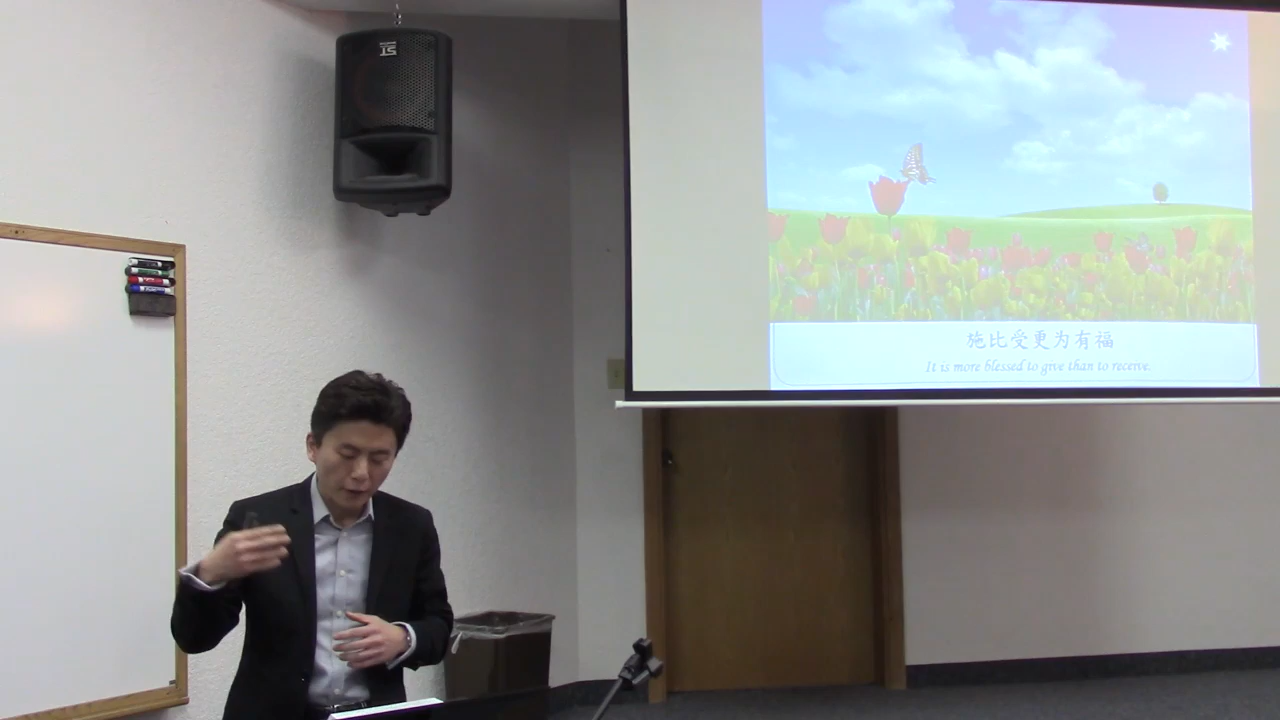 施比受更为有福
It is more blessed to give than to receive.